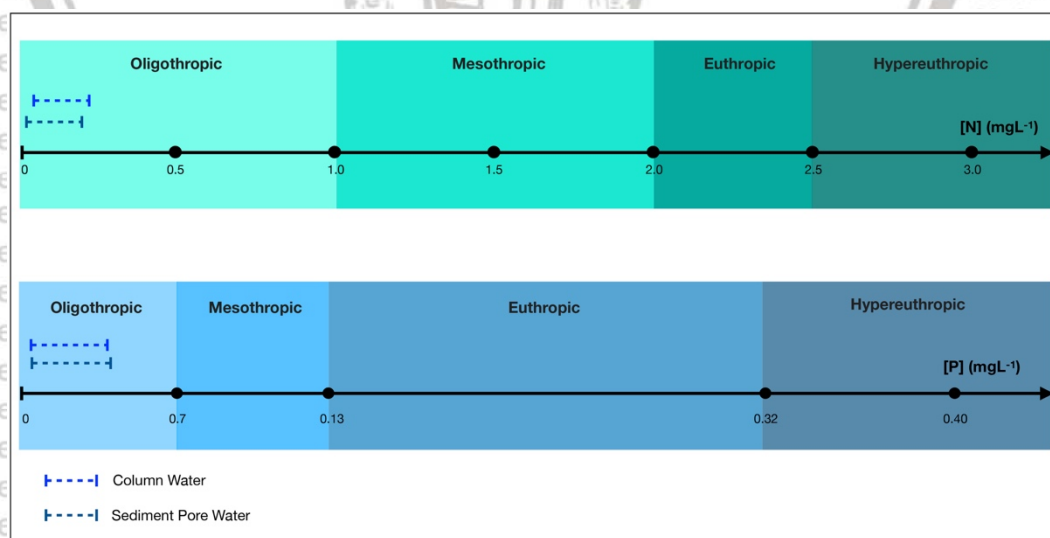 Oligothropic Mesothropic Euthropic Hypereuthropic
[N] (mgL-1)
0 0.5 1.0 1.5 2.0 2.5 3.0
Oligothropic Mesothropic Euthropic Hypereuthropic
[P] (mgL-1)
0 0.7 0.13 0.32 0.40
Column Water
Sediment Pore Water